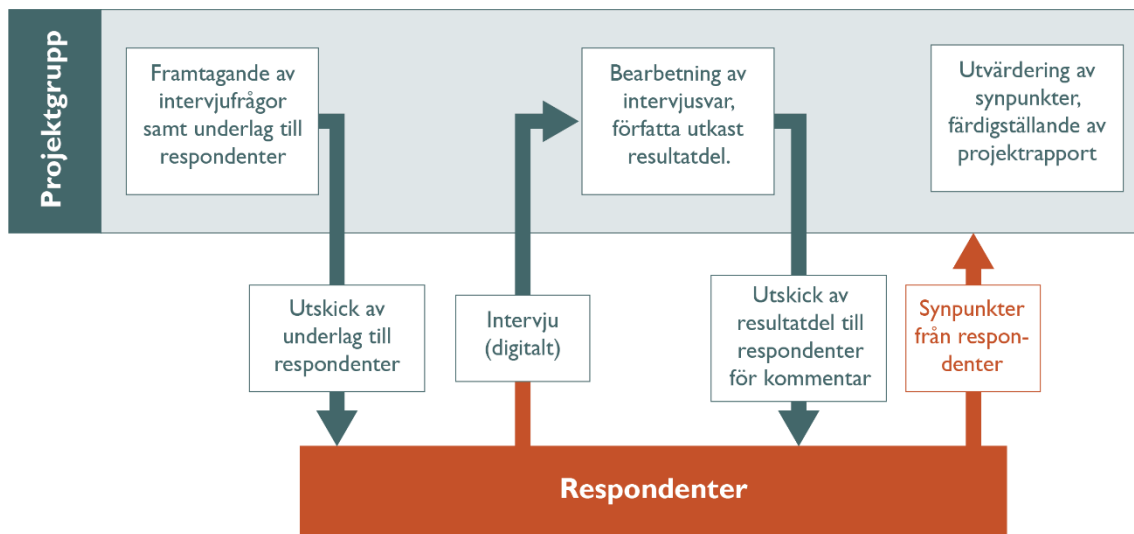 Projektgrupp
Framtagande av
intervjufrågor
samt underlag till
respondenter
Bearbetning av
intervjusvar,
författa utkast
resultatdel.
Utvärdering av
synpunkter,
färdigställande av
projektrapport
Utskick av
underlag till
respondenter
Intervju
(digitalt)
Utskick av
resultatdel till
respondenter
för kommentar
Synpunkter
från respon-
denter
Respondenter